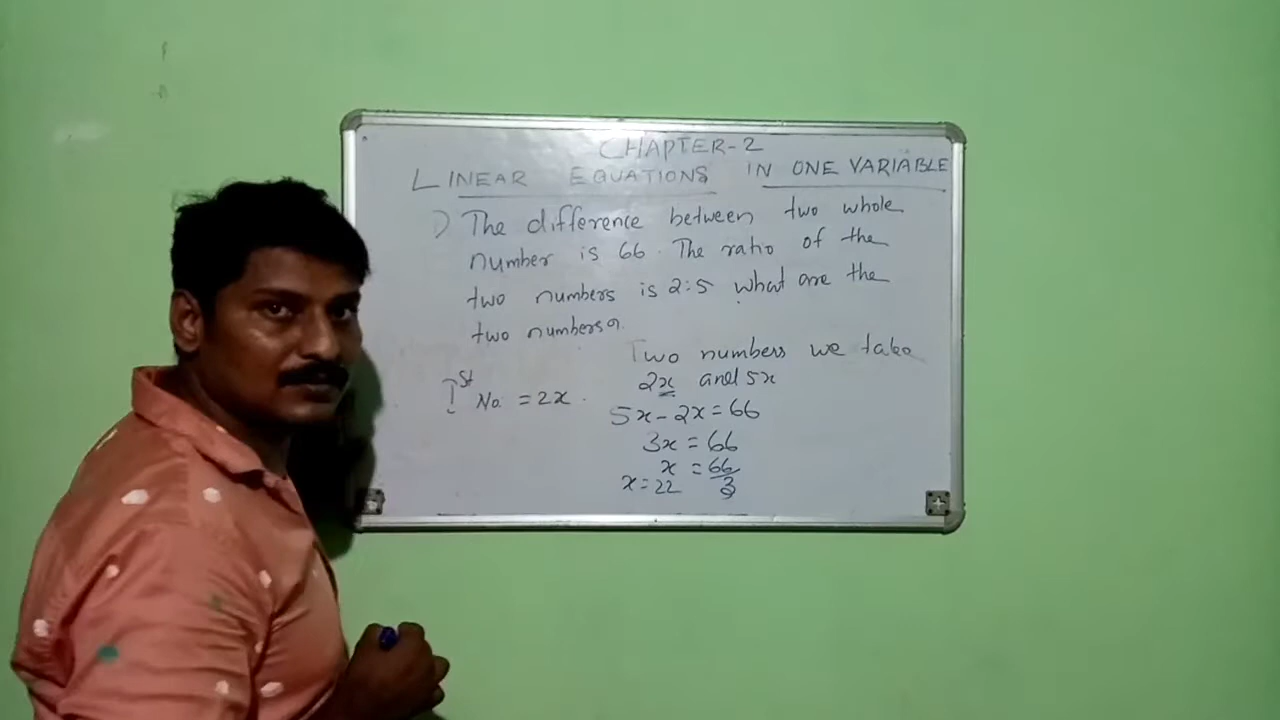 CHAPTER-2
LINEAR EQUATIONS IN ONE VARIABLE
1) The difference between two whole
number is 66. The ratio of the
two numbers is 2:5 what are the
two numbers?
Two numbers we take
2x and 5x
5x - 2x = 66
3x = 66
x = 66/3
x = 22
Ist No. = 2x.